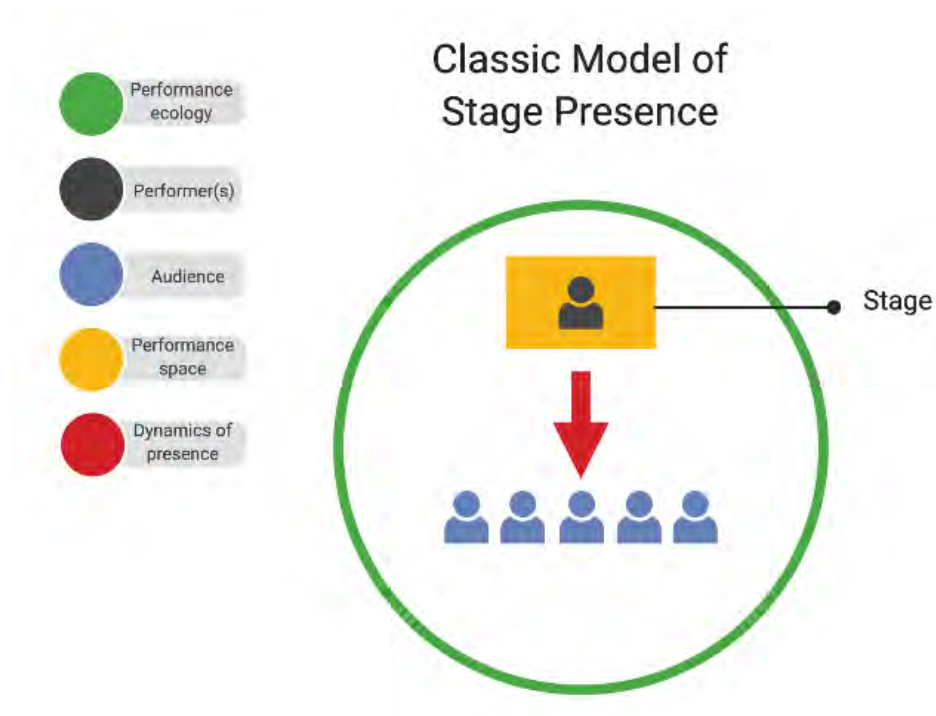 Classic Model of
Stage Presence
Performance
ecology
Performer(s)
Audience
Performance
space
Dynamics of
presence
Stage